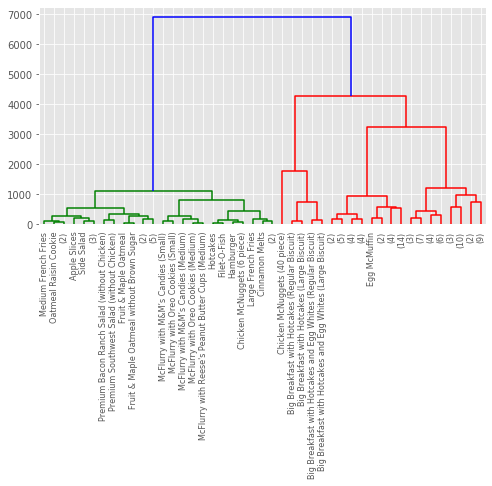 7000
6000
5000
4000
3000
2000
1000
0
Medium French Fries
Oatmeal Raisin Cookie
(2)
Apple Slices
Side Salad
(3)
Premium Bacon Ranch Salad (without Chicken)
Premium Southwest Salad (without Chicken)
Fruit & Maple Oatmeal
Fruit & Maple Oatmeal without Brown Sugar
(2)
(5)
McFlurry with M&M's Candies (Small)
McFlurry with Oreo Cookies (Small)
McFlurry with M&M's Candies (Medium)
McFlurry with Oreo Cookies (Medium)
McFlurry with Reese's Peanut Butter Cups (Medium)
Hotcakes
Filet-O-Fish
Hamburger
Chicken McNuggets (6 piece)
Large French Fries
Cinnamon Melts
(2)
Chicken McNuggets (40 piece)
Big Breakfast with Hotcakes (Regular Biscuit)
Big Breakfast with Hotcakes (Large Biscuit)
Big Breakfast with Hotcakes and Egg Whites (Regular Biscuit)
Big Breakfast with Hotcakes and Egg Whites (Large Biscuit)
(2)
(5)
(4)
(4)
Egg McMuffin
(2)
(4)
(14)
(3)
(7)
(4)
(6)
(3)
(10)
(2)
(9)